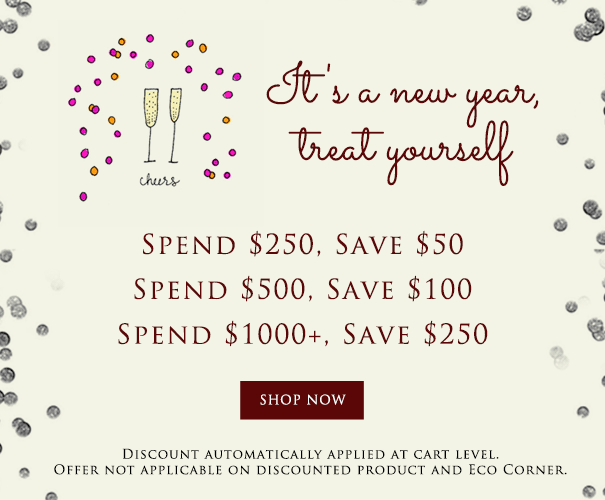 It's a new year,
treat yourself
cheers
Spend $250, Save $50
Spend $500, Save $100
Spend $1000+, Save $250
SHOP NOW
Discount automatically applied at cart level.
Offer not applicable on discounted product and Eco Corner.